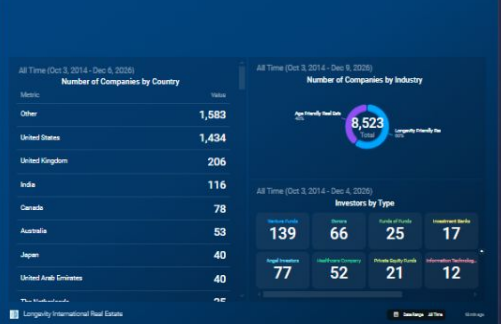 All Time (Oct 3, 2014 - Dec 6, 2026)
Number of Companies by Country
Metric Value
Other 1,583
United States 1,434
United Kingdom 206
India 116
Canada 78
Australia 53
Japan 40
United Arab Emirates 40
The Netherlands 25
All Time (Oct 3, 2014 - Dec 9, 2026)
Number of Companies by Industry
Age Friendly Real Esta
8,523
Total
Longevity Friendly
All Time (Oct 3, 2014 - Dec 4, 2026)
Investors by Type
Venture Funds
139
66
Funds of Funds
25
Investment Banks
17
Angel Investors
77
Healthcare Company
52
Private Equity Funds
21
Information Technolog...
12
Longevity International Real Estate
Date Range All Time
ago